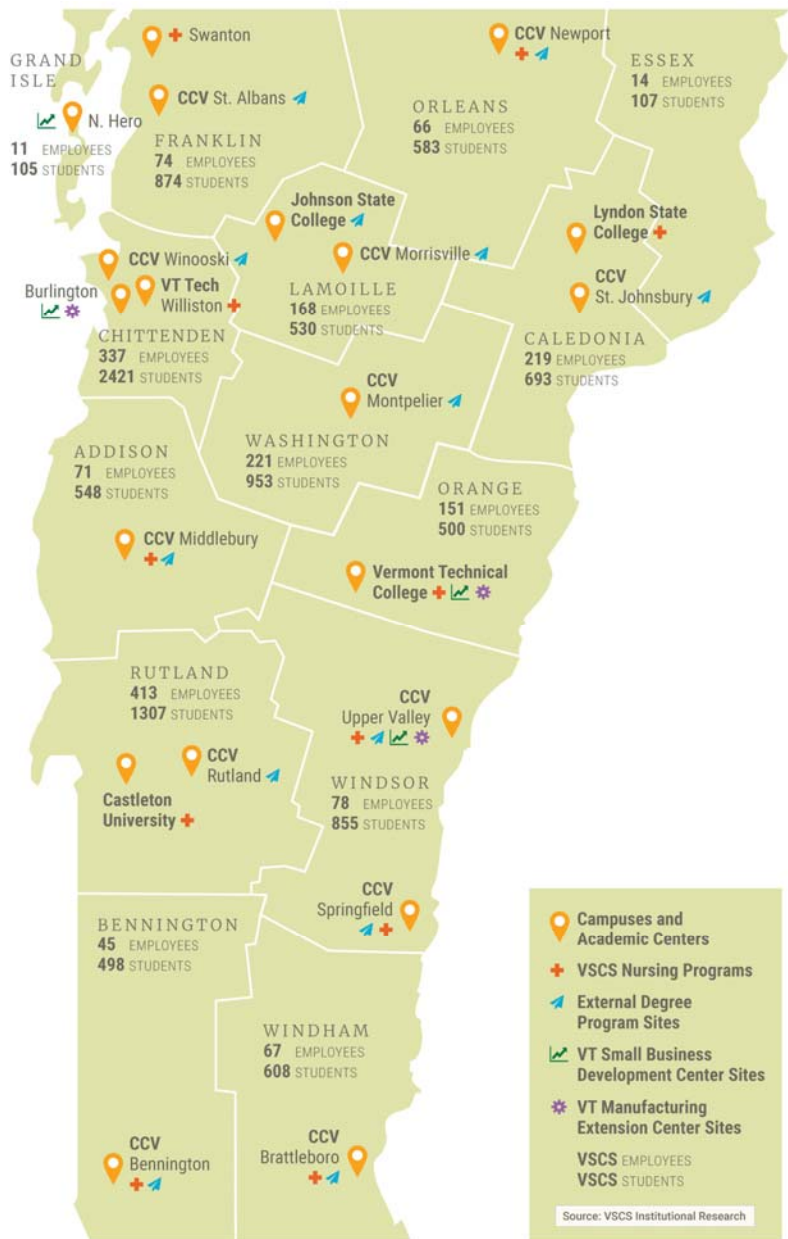 Swanton
CCV Newport
GRAND
ISLE
ESSEX
14 EMPLOYEES
107 STUDENTS
CCV St. Albans
ORLEANS
66 EMPLOYEES
583 STUDENTS
N. Hero
11 EMPLOYEES
105 STUDENTS
FRANKLIN
74 EMPLOYEES
874 STUDENTS
Johnson State
College
Lyndon State
College
CCV Winooski
CCV Morrisville
Burlington
VT Tech
Williston
LAMOILLE
168 EMPLOYEES
530 STUDENTS
CCV
St. Johnsbury
CHITTENDEN
337 EMPLOYEES
2421 STUDENTS
CALEDONIA
219 EMPLOYEES
693 STUDENTS
CCV
Montpelier
WASHINGTON
221 EMPLOYEES
953 STUDENTS
ADDISON
71 EMPLOYEES
548 STUDENTS
ORANGE
151 EMPLOYEES
500 STUDENTS
CCV Middlebury
Vermont Technical
College
RUTLAND
413 EMPLOYEES
1307 STUDENTS
CCV
Upper Valley
CCV
Rutland
Castleton
University
WINDSOR
78 EMPLOYEES
855 STUDENTS
CCV
Springfield
BENNINGTON
45 EMPLOYEES
498 STUDENTS
WINDHAM
67 EMPLOYEES
608 STUDENTS
CCV
Bennington
CCV
Brattleboro
Campuses and
Academic Centers
VSCS Nursing Programs
External Degree
Program Sites
VT Small Business
Development Center Sites
VT Manufacturing
Extension Center Sites
VSCS EMPLOYEES
VSCS STUDENTS
Source: VSCS Institutional Research